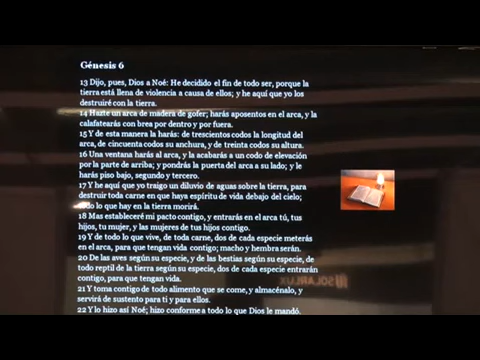 Génesis 6
13 Dijo, pues, Dios a Noé: He decidido el fin de todo ser, porque la
tierra está llena de violencia a causa de ellos; y he aquí que yo los
destruiré con la tierra.
14 Hazte un arca de madera de gofer; harás aposentos en el arca, y la
calafatearás con brea por dentro y por fuera.
15 Y de esta manera la harás: de trescientos codos la longitud del
arca, de cincuenta codos su anchura, y de treinta codos su altura.
16 Una ventana harás al arca, y la acabarás a un codo de elevación
por la parte de arriba; y pondrás la puerta del arca a su lado; y le
harás piso bajo, segundo y tercero.
17 Y he aquí que yo traigo un diluvio de aguas sobre la tierra, para
destruir toda carne en que haya espíritu de vida debajo del cielo;
todo lo que hay en la tierra morirá.
18 Mas estableceré mi pacto contigo, y entrarás en el arca tú, tus
hijos, tu mujer, y las mujeres de tus hijos contigo.
19 Y de todo lo que vive, de toda carne, dos de cada especie meterás
en el arca, para que tengan vida contigo; macho y hembra serán.
20 De las aves según su especie, y de las bestias según su especie, de
todo reptil de la tierra según su especie, dos de cada especie entrarán
contigo, para que tengan vida.
21 Y toma contigo de todo alimento que se come, y almacénalo, y
servirá de sustento para ti y para ellos.
22 Y lo hizo así Noé; hizo conforme a todo lo que Dios le mandó.
SOLARLUX